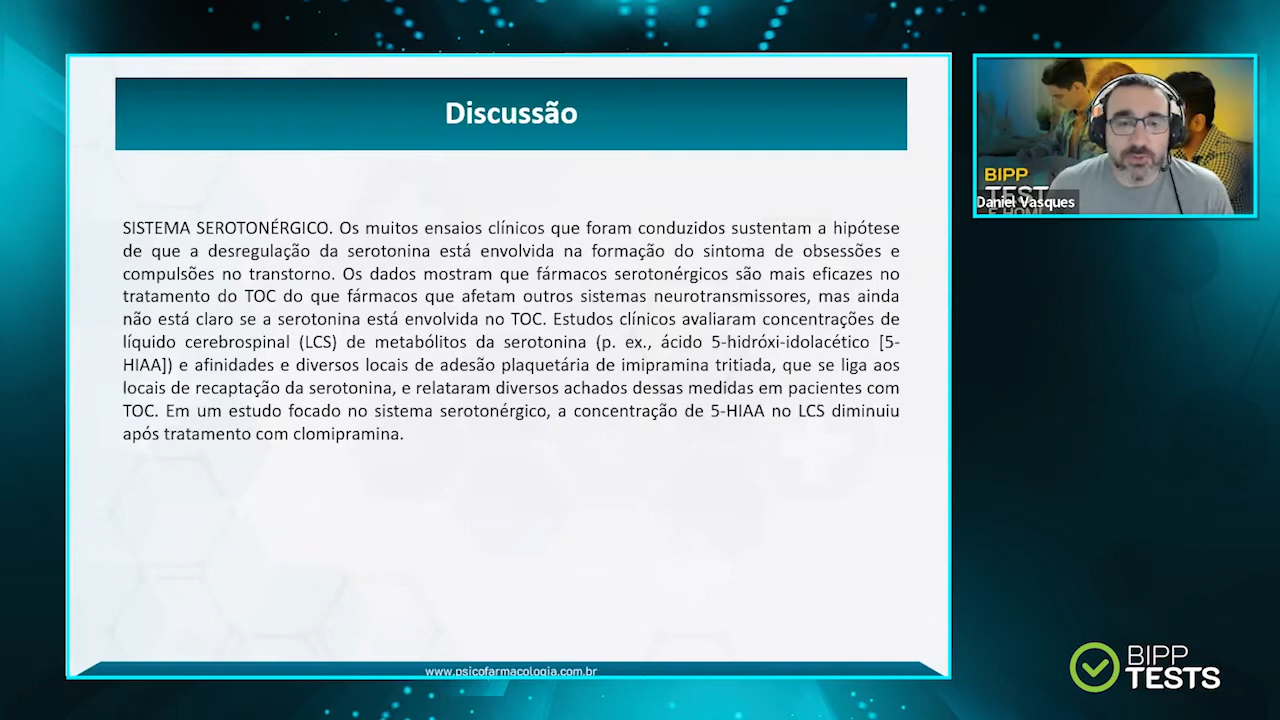 Discussão
SISTEMA SEROTONÉRGICO. Os muitos ensaios clínicos que foram conduzidos sustentam a hipótese
de que a desregulação da serotonina está envolvida na formação do sintoma de obsessões e
compulsões no transtorno. Os dados mostram que fármacos serotonérgicos são mais eficazes no
tratamento do TOC do que fármacos que afetam outros sistemas neurotransmissores, mas ainda
não está claro se a serotonina está envolvida no TOC. Estudos clínicos avaliaram concentrações de
líquido cerebrospinal (LCS) de metabólitos da serotonina (p. ex., ácido 5-hidróxi-idolacético [5-
HIAA]) e afinidades e diversos locais de adesão plaquetária de imipramina tritiada, que se liga aos
locais de recaptação da serotonina, e relataram diversos achados dessas medidas em pacientes com
TOC. Em um estudo focado no sistema serotonérgico, a concentração de 5-HIAA no LCS diminuiu
após tratamento com clomipramina.
www.psicofarmacologia.com.br
BIPP
TEST
Daniel Vasques
BIPP
TESTS